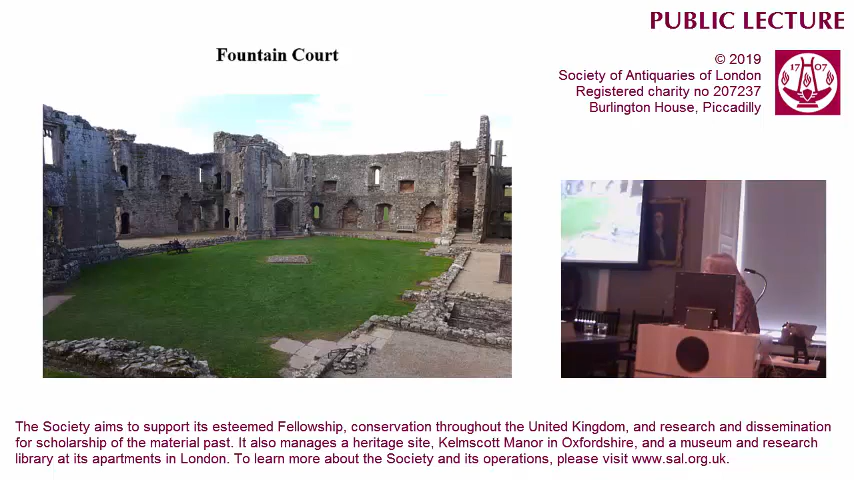 PUBLIC LECTURE
Fountain Court
© 2019
Society of Antiquaries of London
Registered charity no 207237
Burlington House, Piccadilly
17 07
The Society aims to support its esteemed Fellowship, conservation throughout the United Kingdom, and research and dissemination
for scholarship of the material past. It also manages a heritage site, Kelmscott Manor in Oxfordshire, and a museum and research
library at its apartments in London. To learn more about the Society and its operations, please visit www.sal.org.uk.